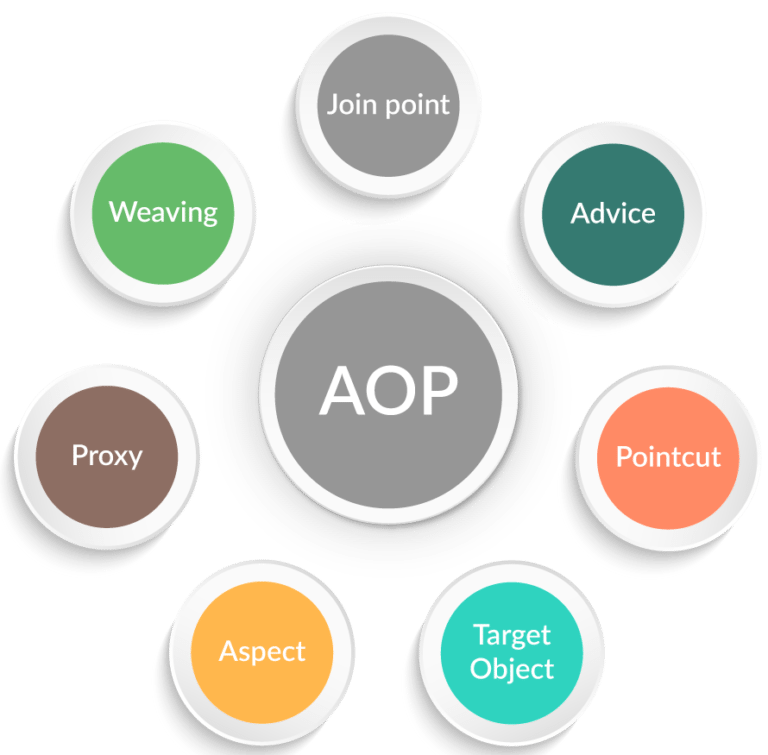 Join point
Weaving
Advice
AOP
Proxy
Pointcut
Aspect
Target
Object